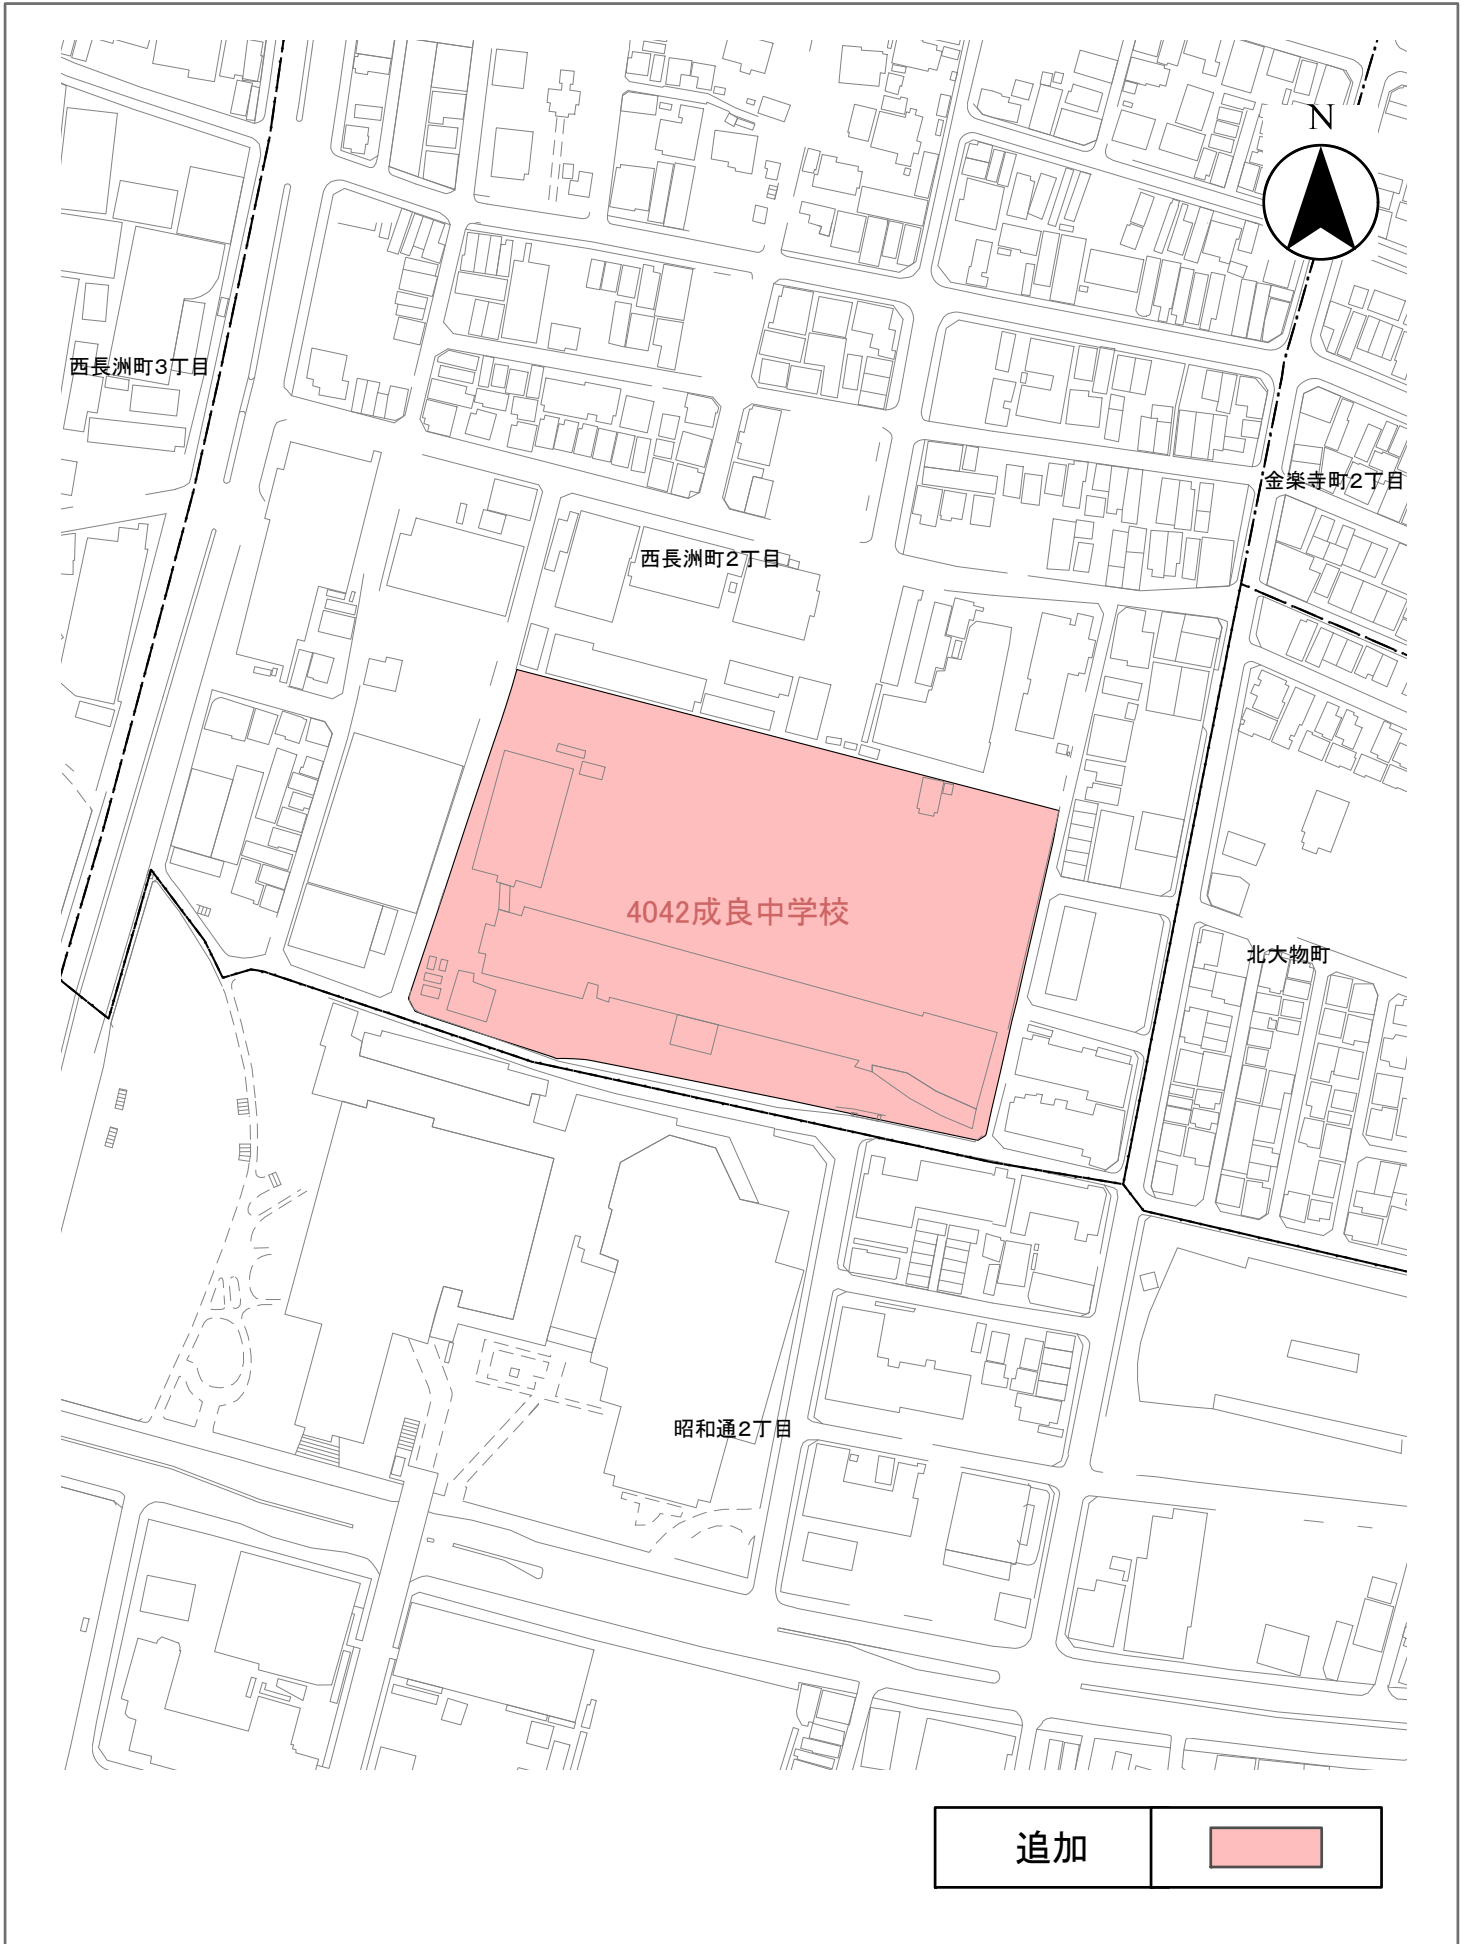 N
西長洲町3丁目
金楽寺町2丁目
西長洲町2丁目
4042成良中学校
北大物町
昭和通2丁目
追加